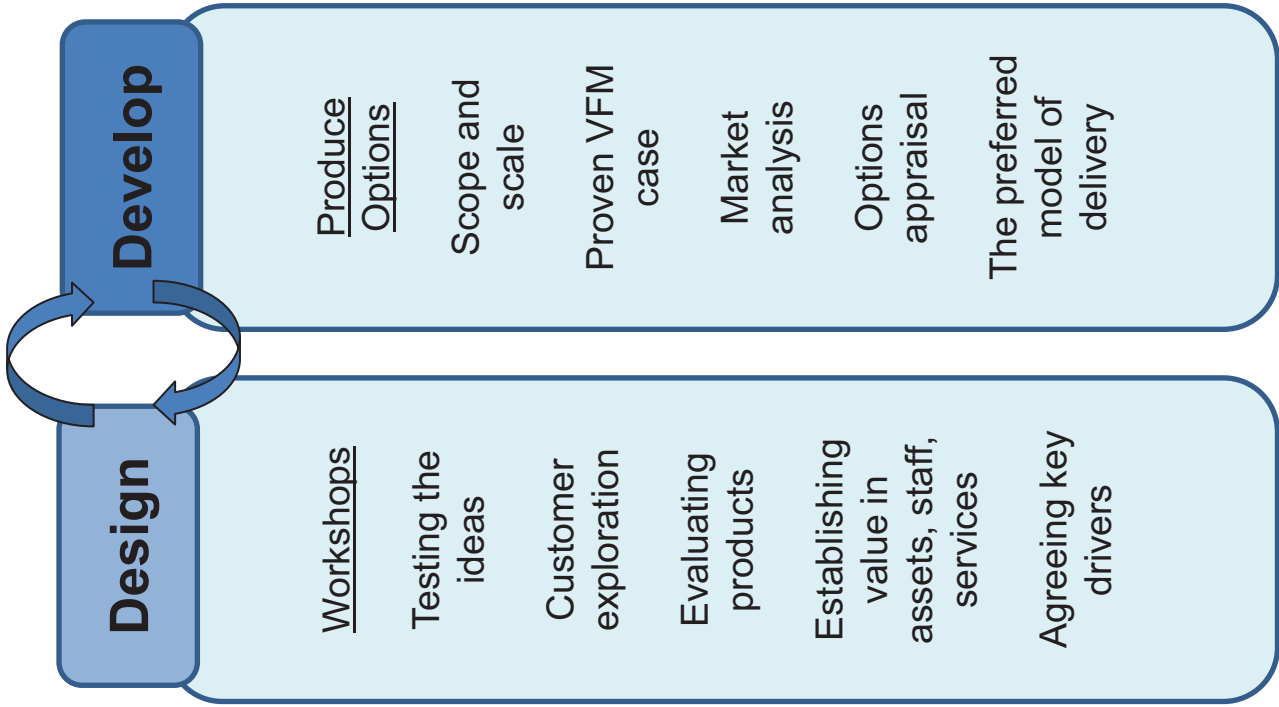 Design
Workshops
Testing the
ideas
Customer
exploration
Evaluating
products
Establishing
value in
assets, staff,
services
Agreeing key
drivers
Develop
Produce
Options
Scope and
scale
Proven VFM
case
Market
analysis
Options
appraisal
The preferred
model of
delivery